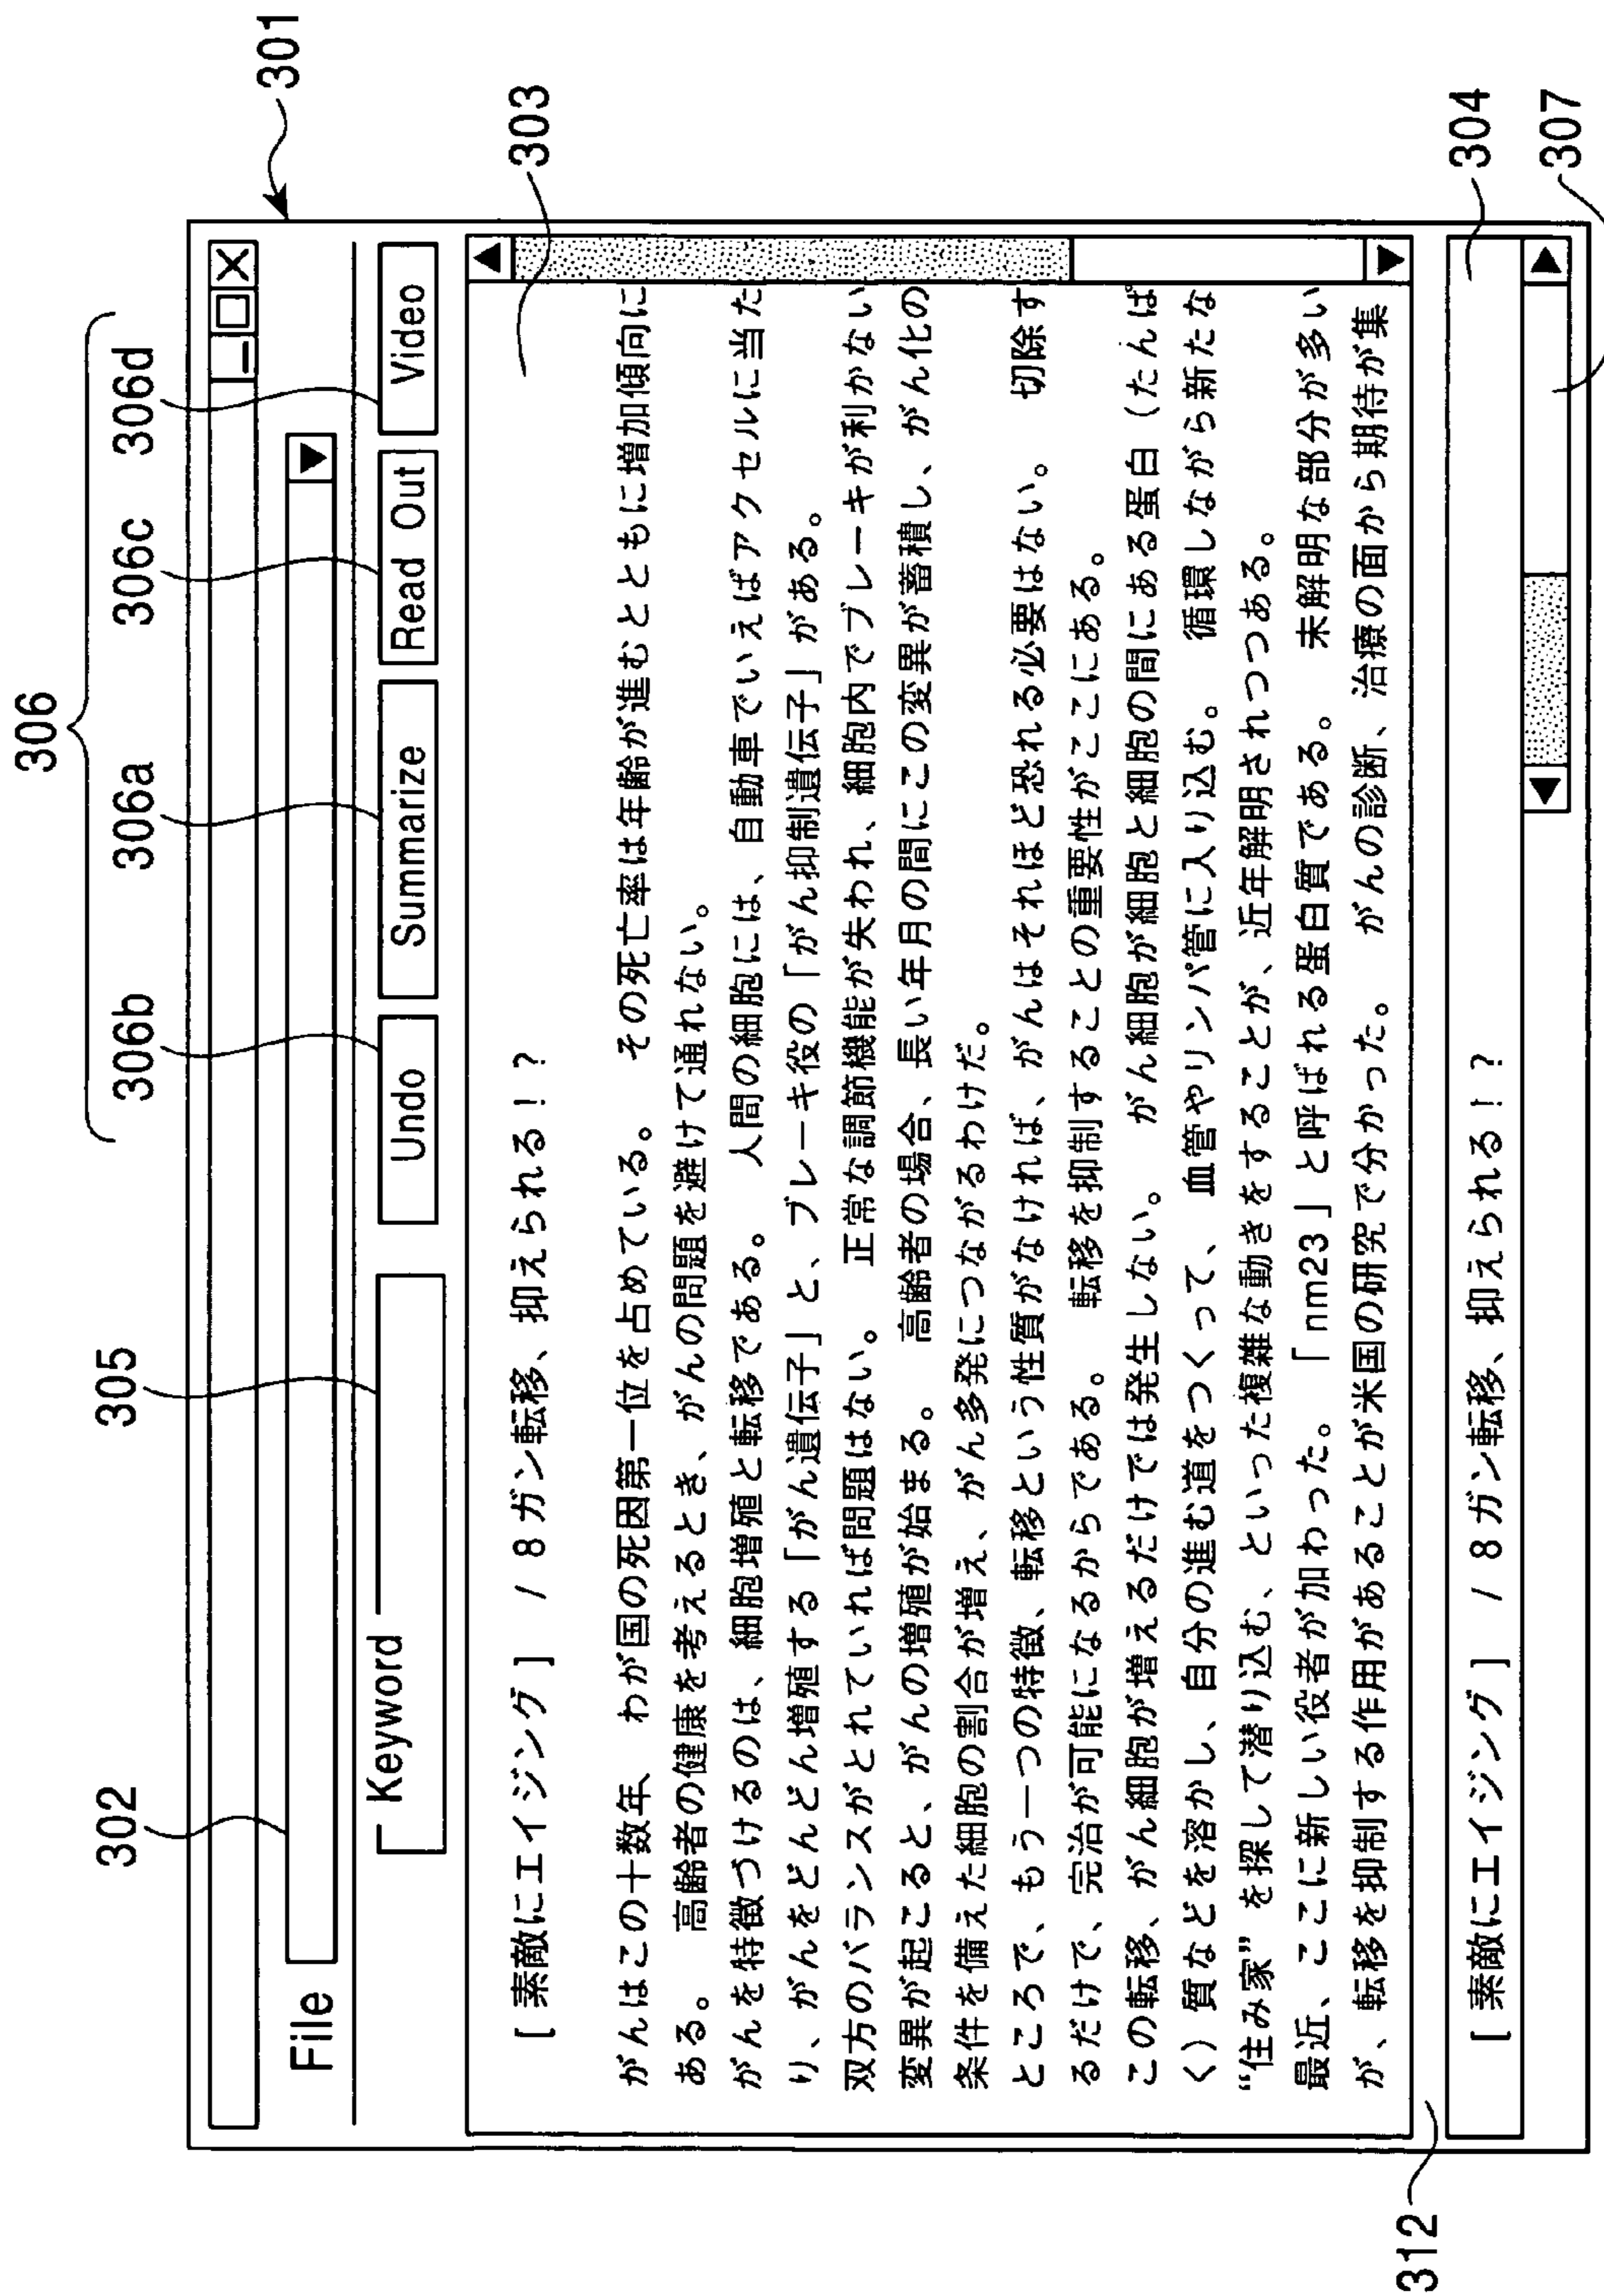 306
306b 306a 306c 306d
302 305
301
File
Keyword
Undo Summarize Read Out Video
303
[素敵にエイジング] /8ガン転移、抑えられる!?
がんはこの十数年、わが国の死因第一位を占めている。 その死亡率は年齢が進むとともに増加傾向に
ある。 高齢者の健康を考えるとき、がんの問題を避けて通れない。
がんを特徴づけるのは、細胞増殖と転移である。 人間の細胞には、自動車でいえばアクセルに当た
り、がんをどんどん増殖する「がん遺伝子」と、ブレーキ役の「がん抑制遺伝子」がある。
双方のバランスがとれていれば問題はない。 正常な調節機能が失われ、細胞内でブレーキが利かない
変異が起こると、がんの増殖が始まる。 高齢者の場合、長い年月の間にこの変異が蓄積し、がん化の
条件を備えた細胞の割合が増え、がん多発につながるわけだ。
ところで、もう一つの特徴、転移という性質がなければ、がんはそれほど恐れる必要はない。 切除す
るだけで、完治が可能になるからである。 転移を抑制することの重要性がここにある。
この転移、がん細胞が増えるだけでは発生しない。 がん細胞が細胞と細胞の間にある蛋白(たんぱ
く)質などを溶かし、自分の進む道をつくって、 血管やリンパ管に入り込む。 循環しながら新たな
“住み家”を探して潜り込む、といった複雑な動きをすることが、近年解明されつつある。
最近、ここに新しい役者が加わった。「nm23」と呼ばれる蛋白質である。 未解明な部分が多い
が、転移を抑制する作用があることが米国の研究で分かった。 がんの診断、治療の面から期待が集
312
[素敵にエイジング] /8ガン転移、抑えられる!?
304
307